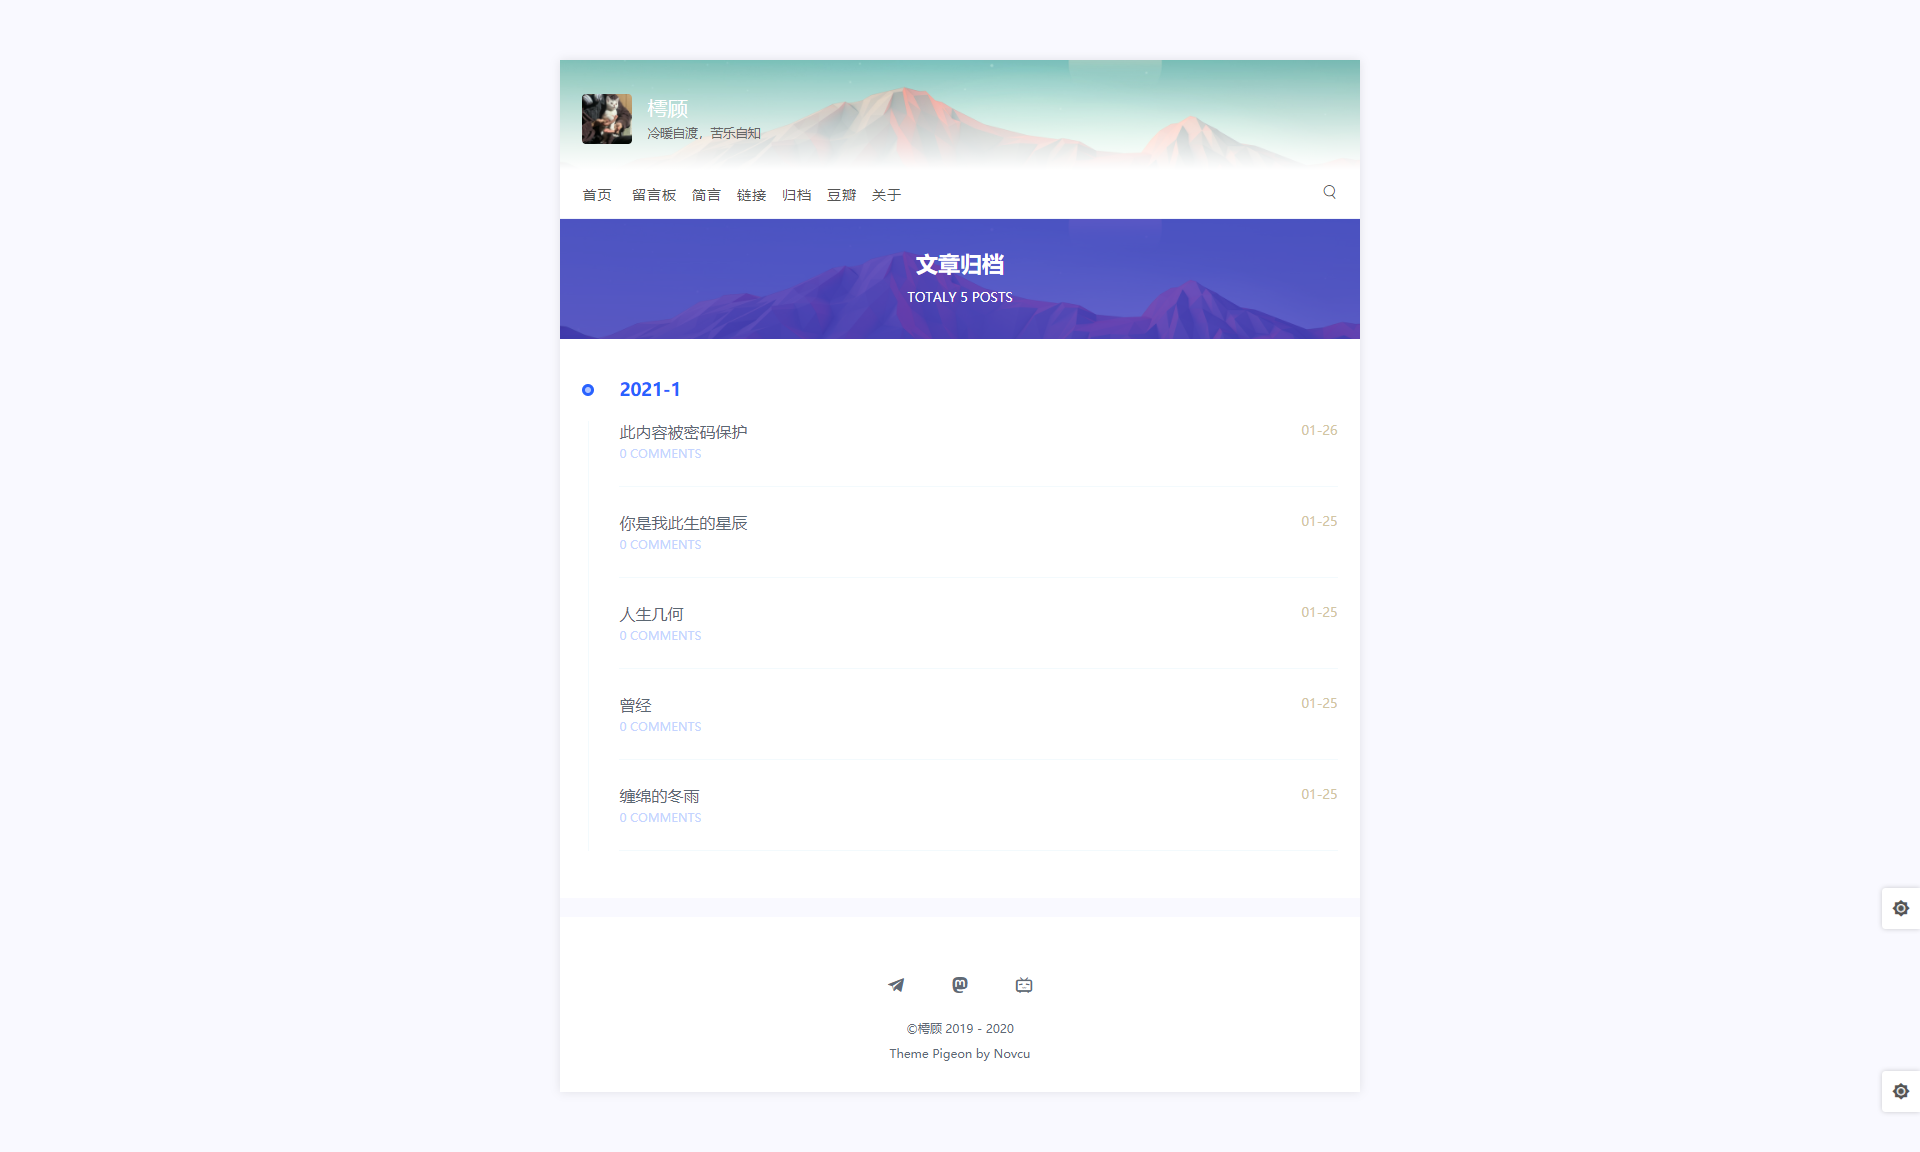 樗顾
冷暖自渡，苦乐自知
首页 留言板 简言 链接 归档 豆瓣 关于
文章归档
TOTALY 5 POSTS
2021-1
此内容被密码保护 01-26
0 COMMENTS
你是我此生的星辰 01-25
0 COMMENTS
人生几何 01-25
0 COMMENTS
曾经 01-25
0 COMMENTS
缠绵的冬雨 01-25
0 COMMENTS
©樗顾 2019 - 2020
Theme Pigeon by Novcu